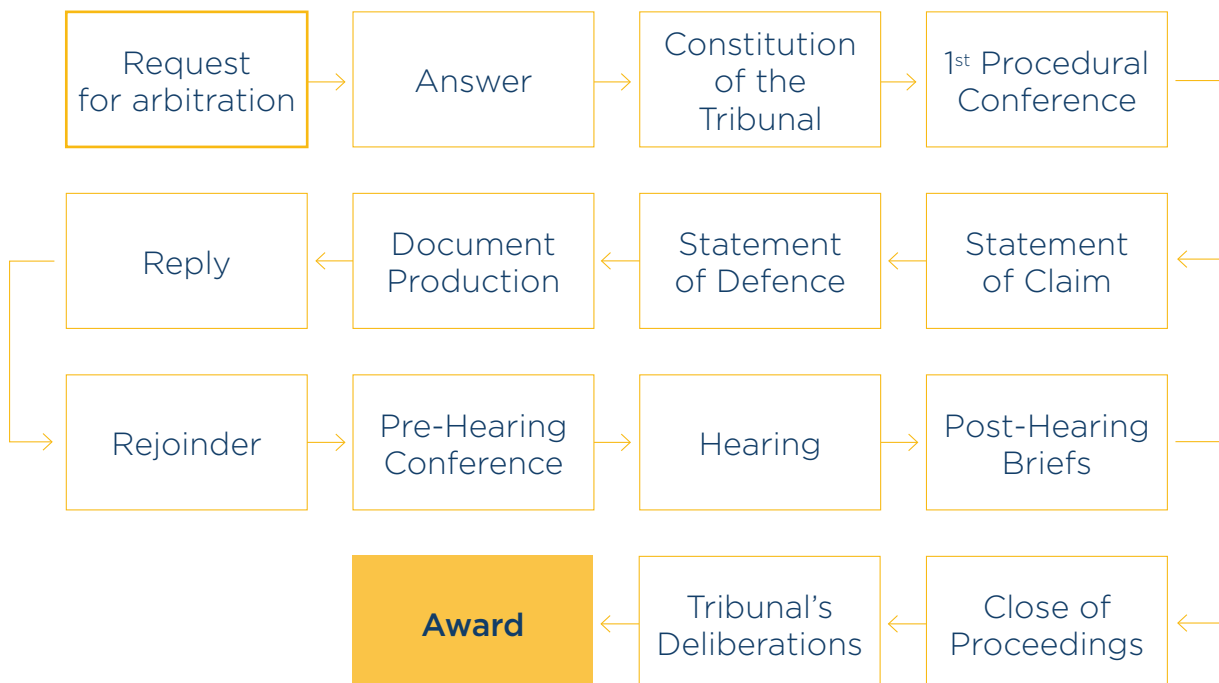 Request
for arbitration
Answer
Constitution
of the
Tribunal
1st Procedural
Conference
Statement
of Claim
Statement
of Defence
Document
Production
Reply
Rejoinder
Pre-Hearing
Conference
Hearing
Post-Hearing
Briefs
Close of
Proceedings
Tribunal’s
Deliberations
Award